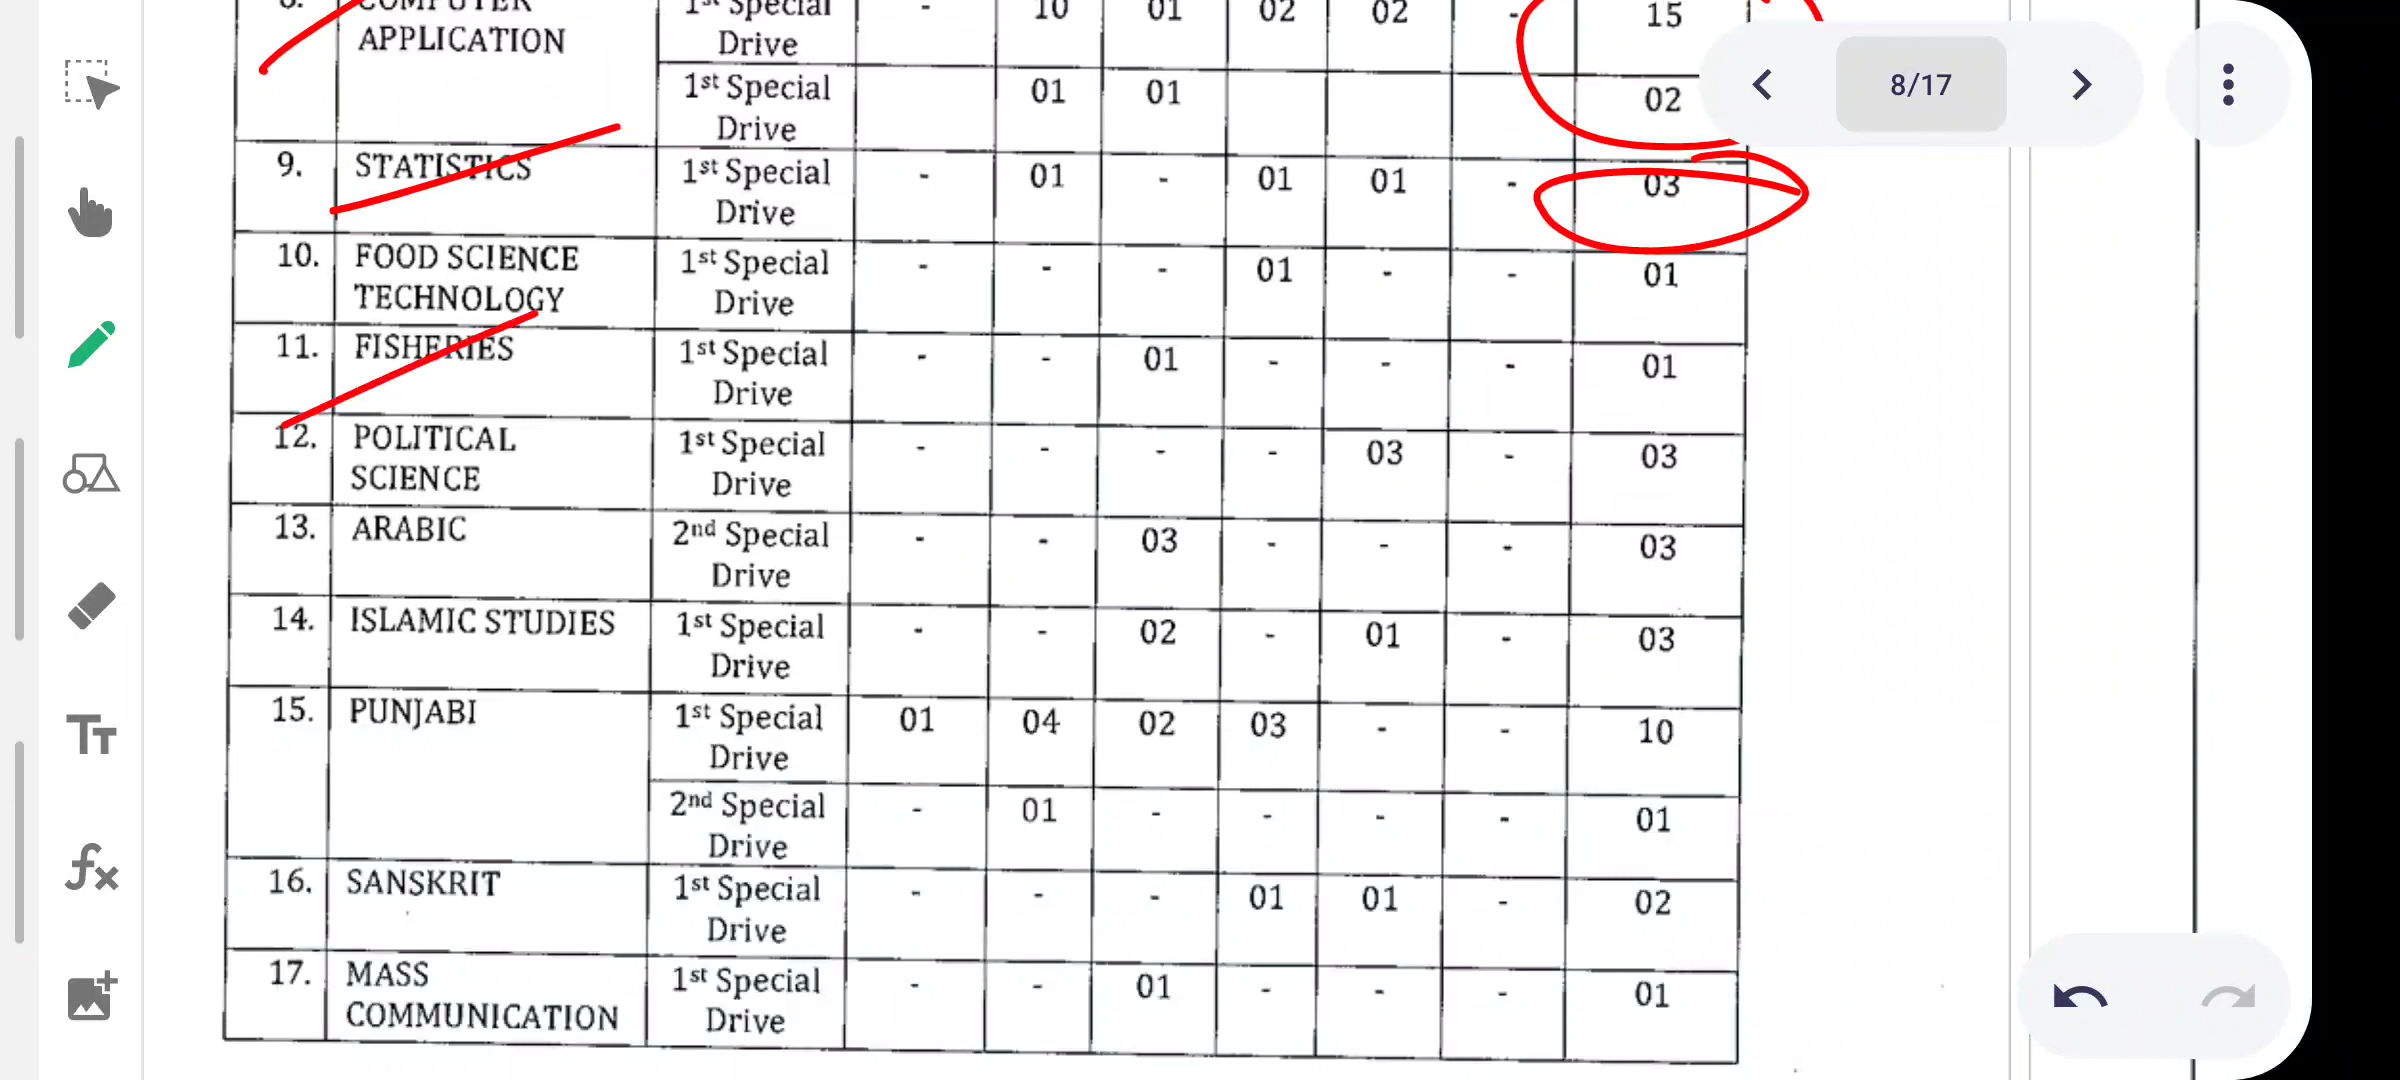 8. COMPUTER APPLICATION 1st Special Drive - 10 01 02 02 - 15
1st Special Drive 01 01 02
9. STATISTICS 1st Special Drive - 01 - 01 01 - 03
10. FOOD SCIENCE TECHNOLOGY 1st Special Drive - - - 01 - - 01
11. FISHERIES 1st Special Drive - - 01 - - - 01
12. POLITICAL SCIENCE 1st Special Drive - - - - 03 - 03
13. ARABIC 2nd Special Drive - - 03 - - - 03
14. ISLAMIC STUDIES 1st Special Drive - - 02 - 01 - 03
15. PUNJABI 1st Special Drive 01 04 02 03 - - 10
2nd Special Drive - 01 - - - - 01
16. SANSKRIT 1st Special Drive - - - 01 01 - 02
17. MASS COMMUNICATION 1st Special Drive - - 01 - - - 01
8/17
TT
fx